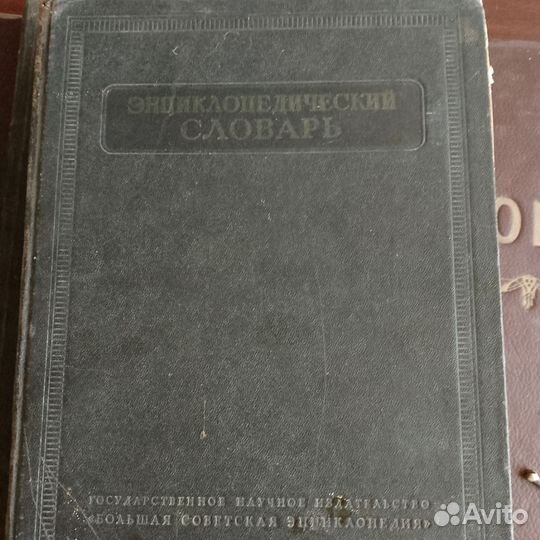 ЭНЦИКЛОПЕДИЧЕСКИЙ
СЛОВАРЬ
ГОСУДАРСТВЕННОЕ НАУЧНОЕ ИЗДАТЕЛЬСТВО
«БОЛЬШАЯ СОВЕТСКАЯ ЭНЦИКЛОПЕДИЯ»
Avito